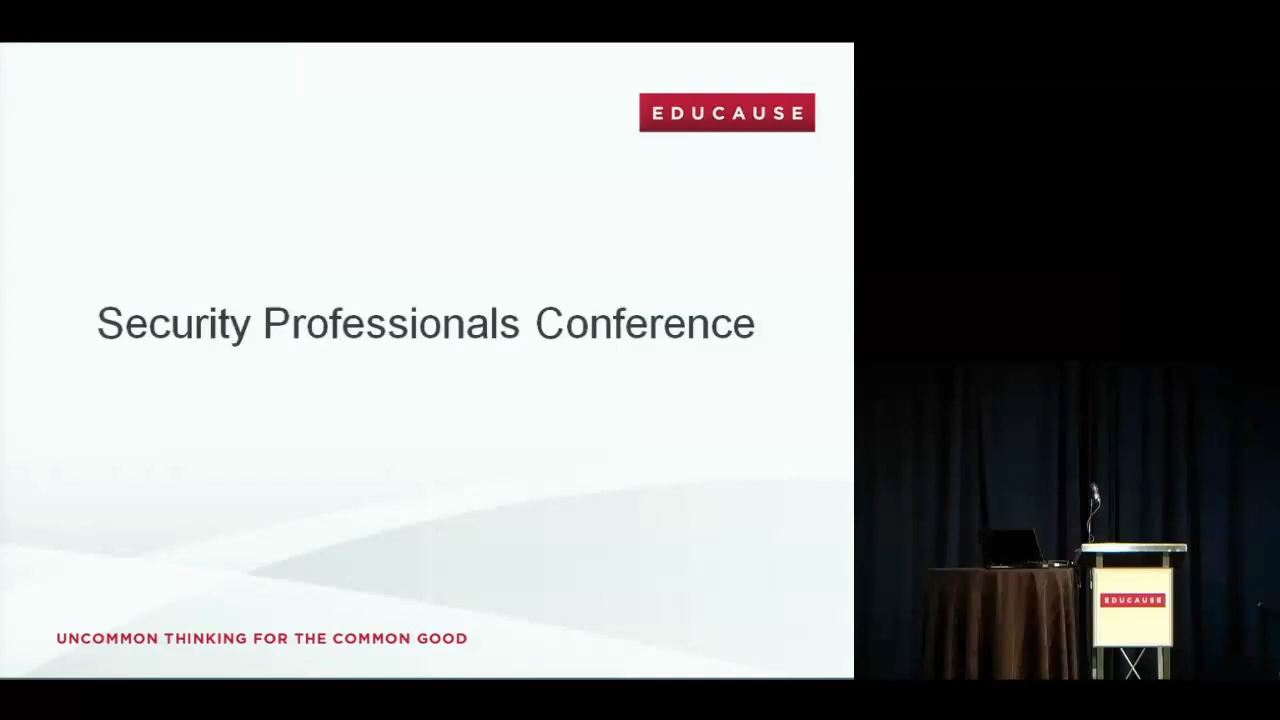 EDUCAUSE
Security Professionals Conference
UNCOMMON THINKING FOR THE COMMON GOOD
EDUCAUSE